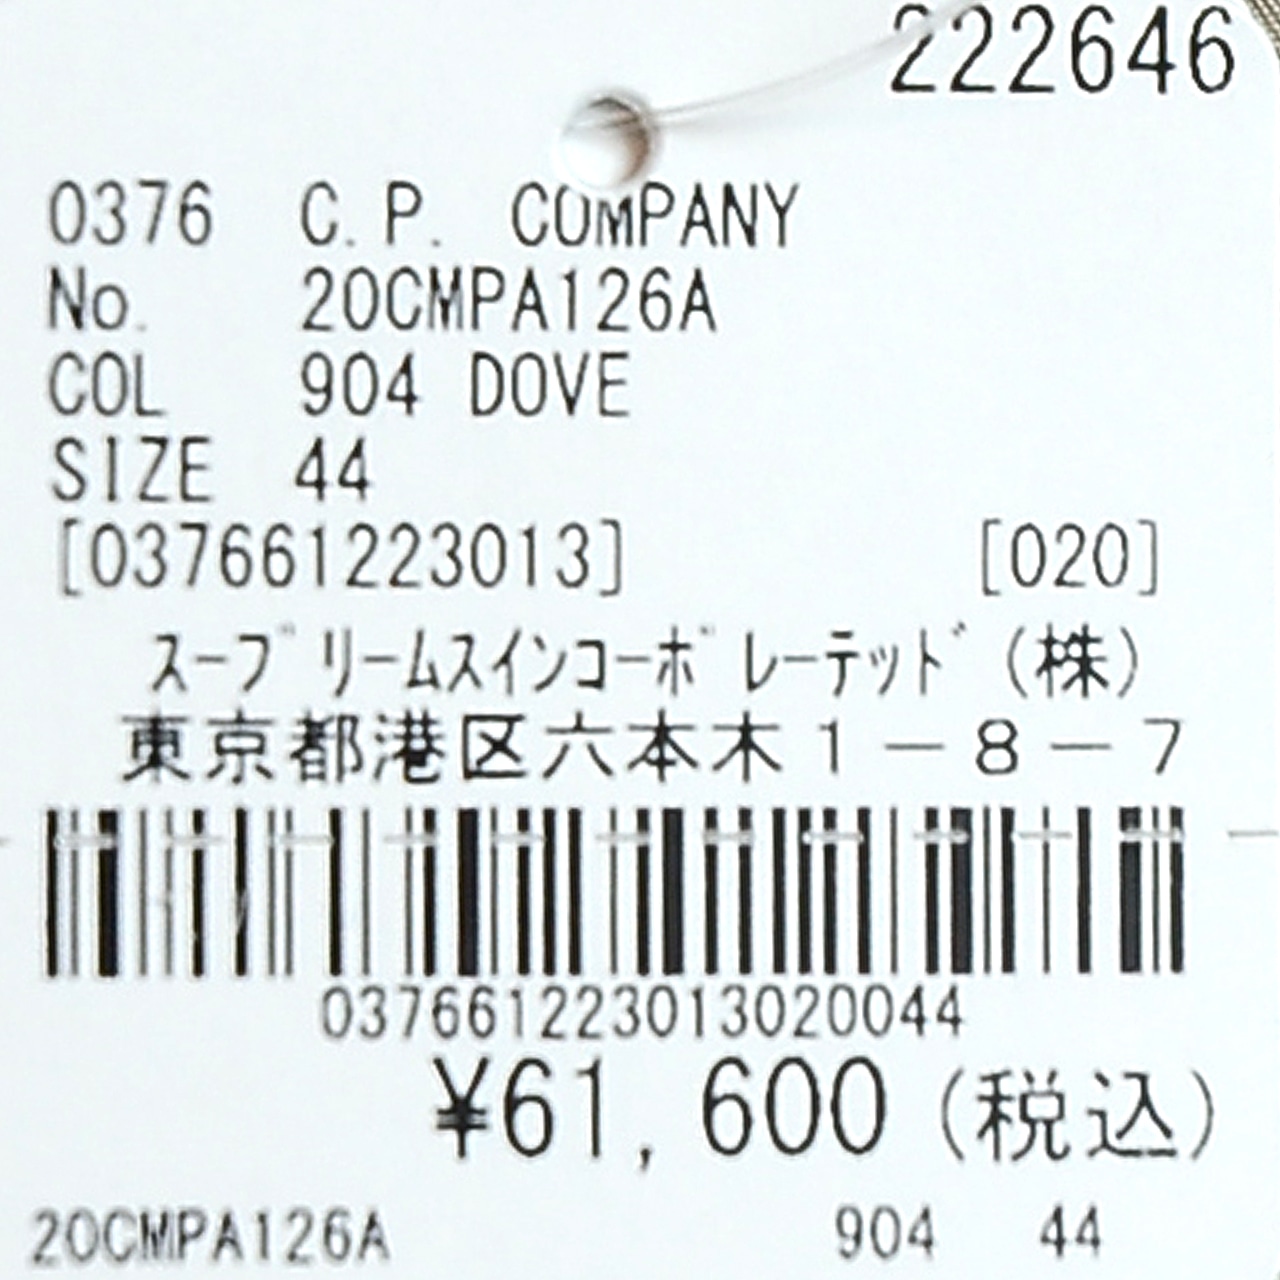 222646
0376 C.P. COMPANY
No. 20CMPA126A
COL 904 DOVE
SIZE 44
[037661223013] [020]
ｽｰﾌﾟﾘｰﾑｽｲﾝｺｰﾎﾟﾚｰﾃｯﾄﾞ(株)
東京都港区六本木1－8－7
037661223013020044
¥61,600(税込)
20CMPA126A 904 44